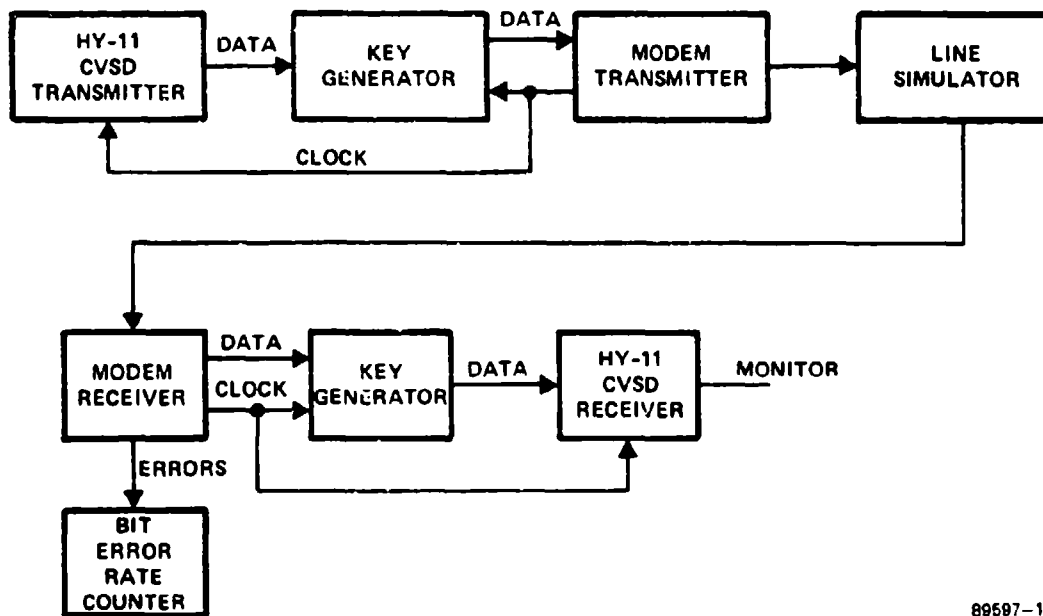 HY-11
CVSD
TRANSMITTER
DATA
KEY
GENERATOR
DATA
MODEM
TRANSMITTER
LINE
SIMULATOR
CLOCK
MODEM
RECEIVER
DATA
CLOCK
KEY
GENERATOR
DATA
HY-11
CVSD
RECEIVER
MONITOR
ERRORS
BIT
ERROR
RATE
COUNTER
89597-1